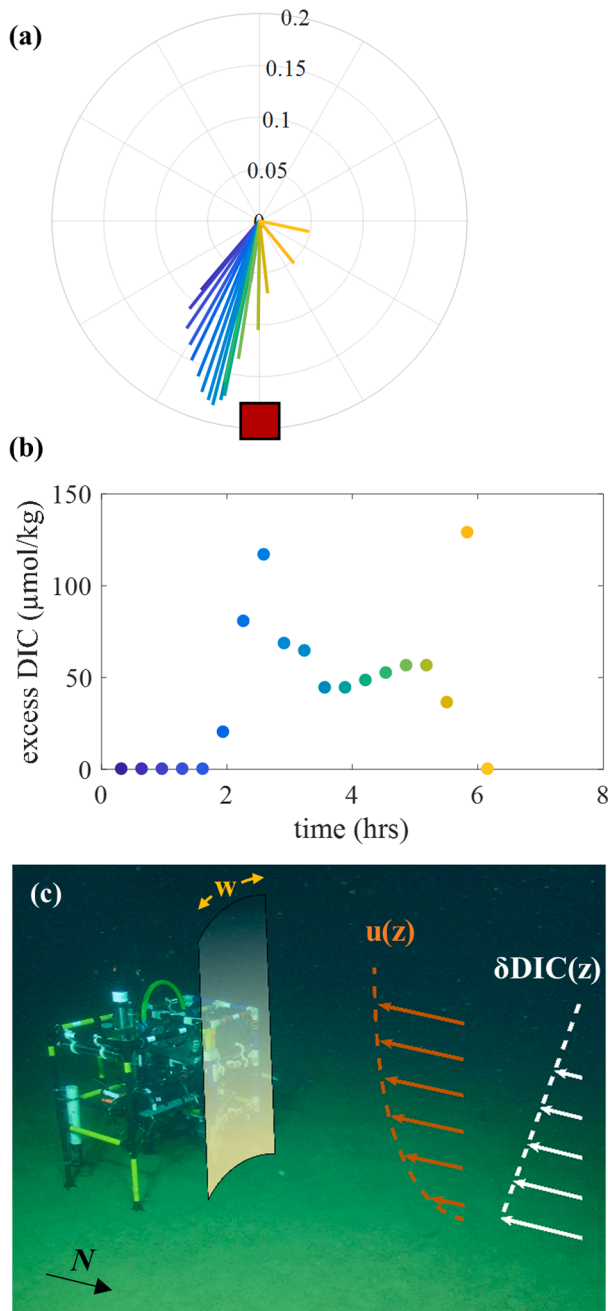 (a)
0.2
0.15
0.1
0.05
0
(b)
150
100
50
0
excess DIC (μmol/kg)
0 2 4 6 8
time (hrs)
(c)
w
u(z)
δDIC(z)
N